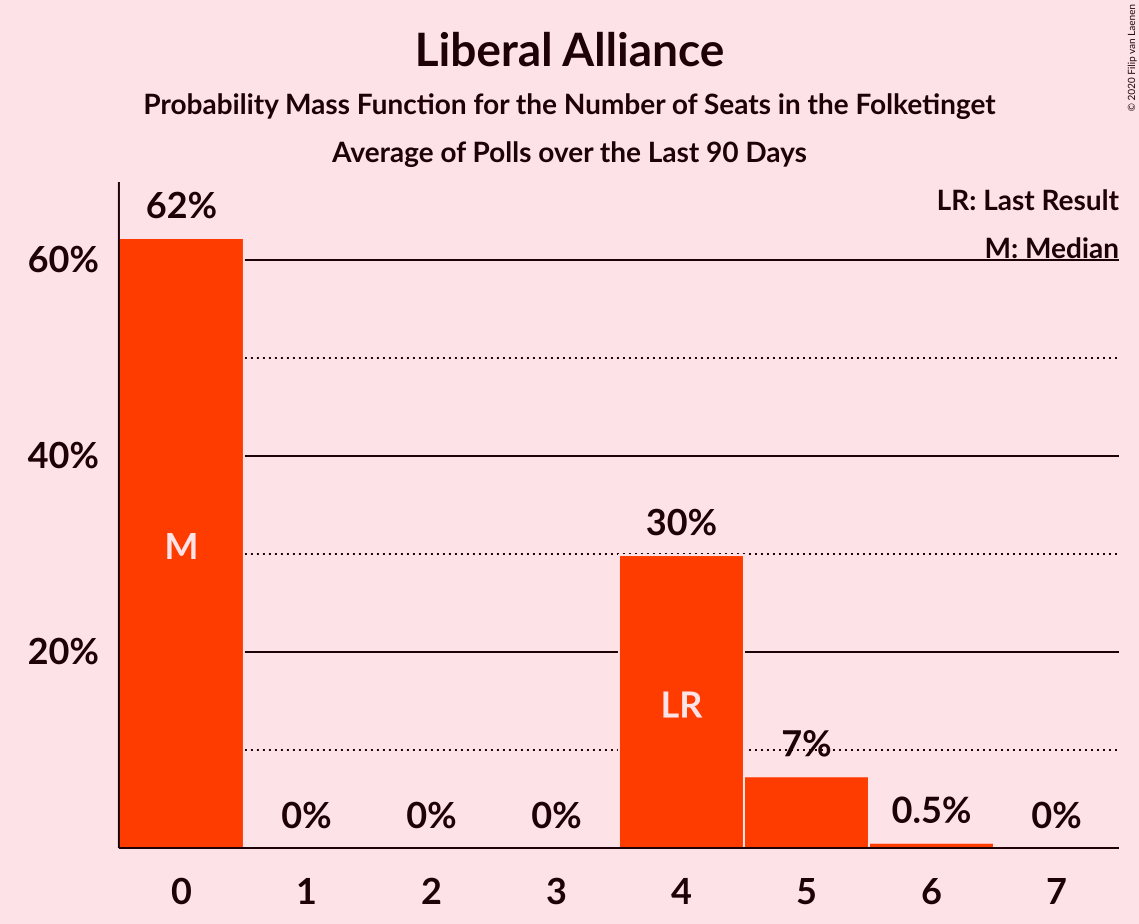 Liberal Alliance
Probability Mass Function for the Number of Seats in the Folketinget
Average of Polls over the Last 90 Days
© 2020 Filip van Laenen
LR: Last Result
M: Median
62%
60%
40%
20%
M
0%
0%
0%
30%
LR
7%
0.5%
0%
0 1 2 3 4 5 6 7